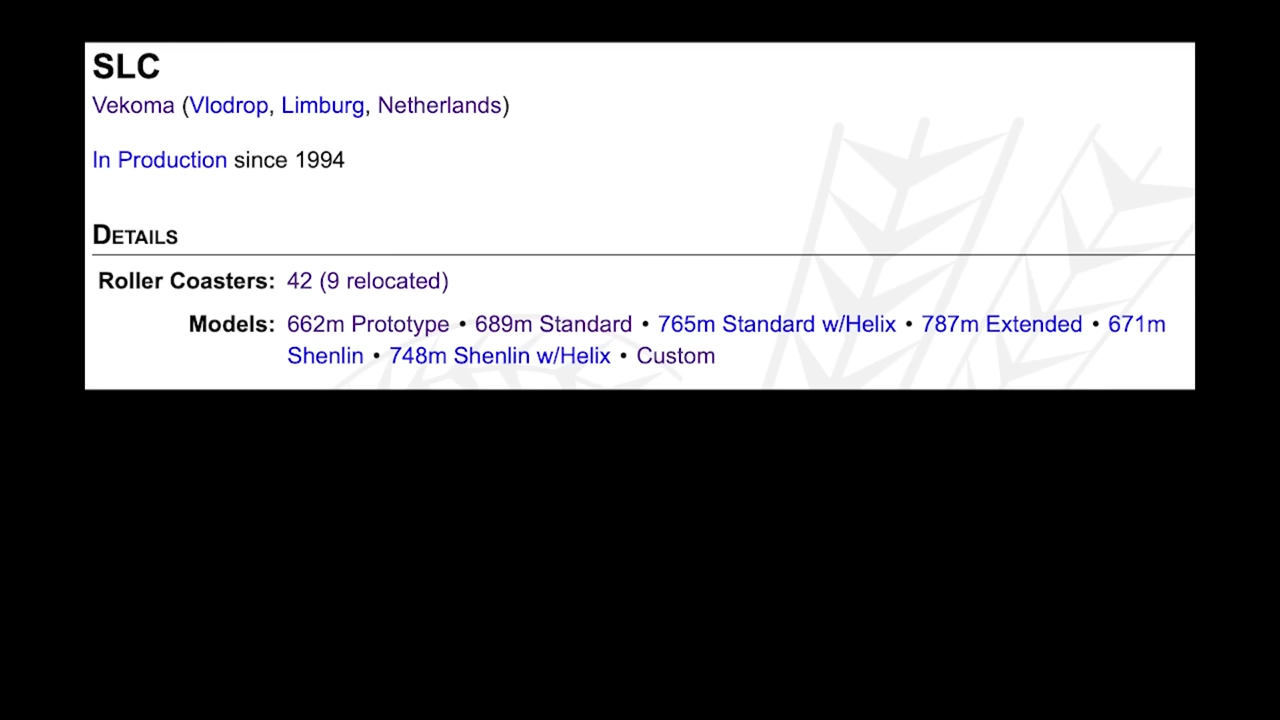 SLC
Vekoma (Vlodrop, Limburg, Netherlands)
In Production since 1994
DETAILS
Roller Coasters: 42 (9 relocated)
Models: 662m Prototype • 689m Standard • 765m Standard w/Helix • 787m Extended • 671m
Shenlin • 748m Shenlin w/Helix • Custom